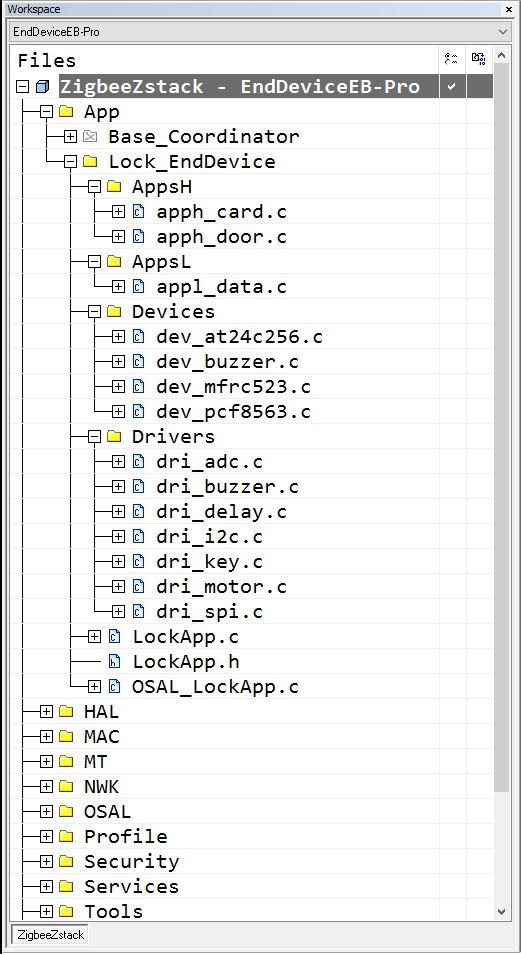 Workspace
EndDeviceEB-Pro
Files
ZigbeeZstack - EndDeviceEB-Pro
App
Base_Coordinator
Lock_EndDevice
AppsH
apph_card.c
apph_door.c
AppsL
appl_data.c
Devices
dev_at24c256.c
dev_buzzer.c
dev_mfrc523.c
dev_pcf8563.c
Drivers
dri_adc.c
dri_buzzer.c
dri_delay.c
dri_i2c.c
dri_key.c
dri_motor.c
dri_spi.c
LockApp.c
LockApp.h
OSAL_LockApp.c
HAL
MAC
MT
NWK
OSAL
Profile
Security
Services
Tools
ZigbeeZstack